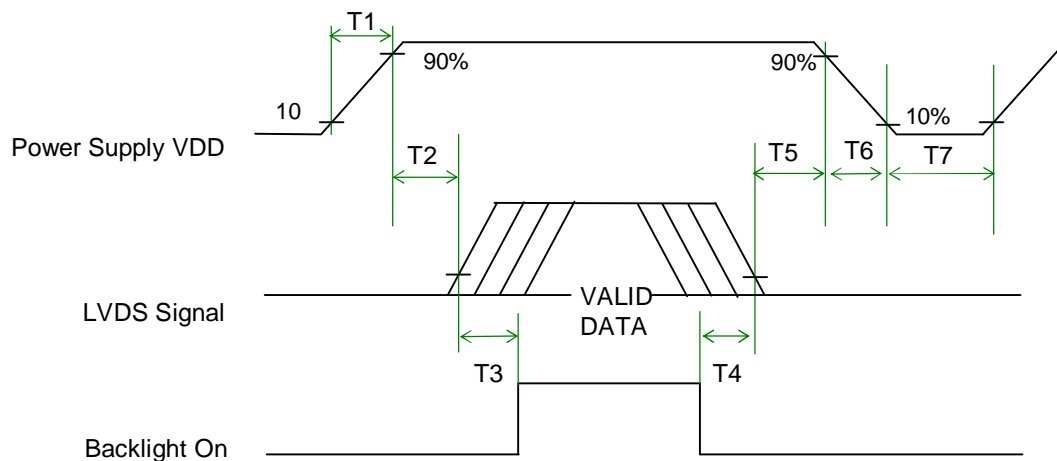 T1
90%
90%
10
10%
Power Supply VDD
T2
T5
T6
T7
VALID
DATA
LVDS Signal
T3
T4
Backlight On